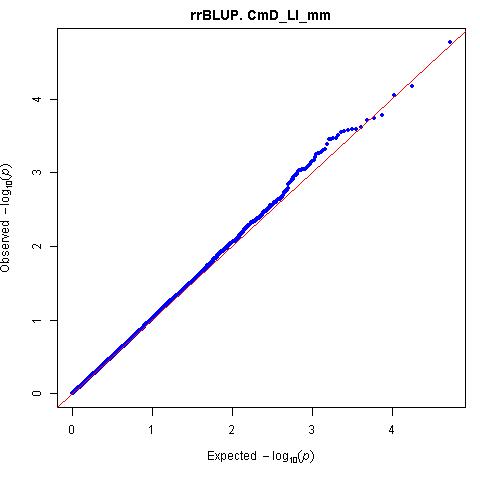 rrBLUP. CmD_LI_mm
Observed −log₁₀(p)
4
3
2
1
0
0 1 2 3 4
Expected −log₁₀(p)